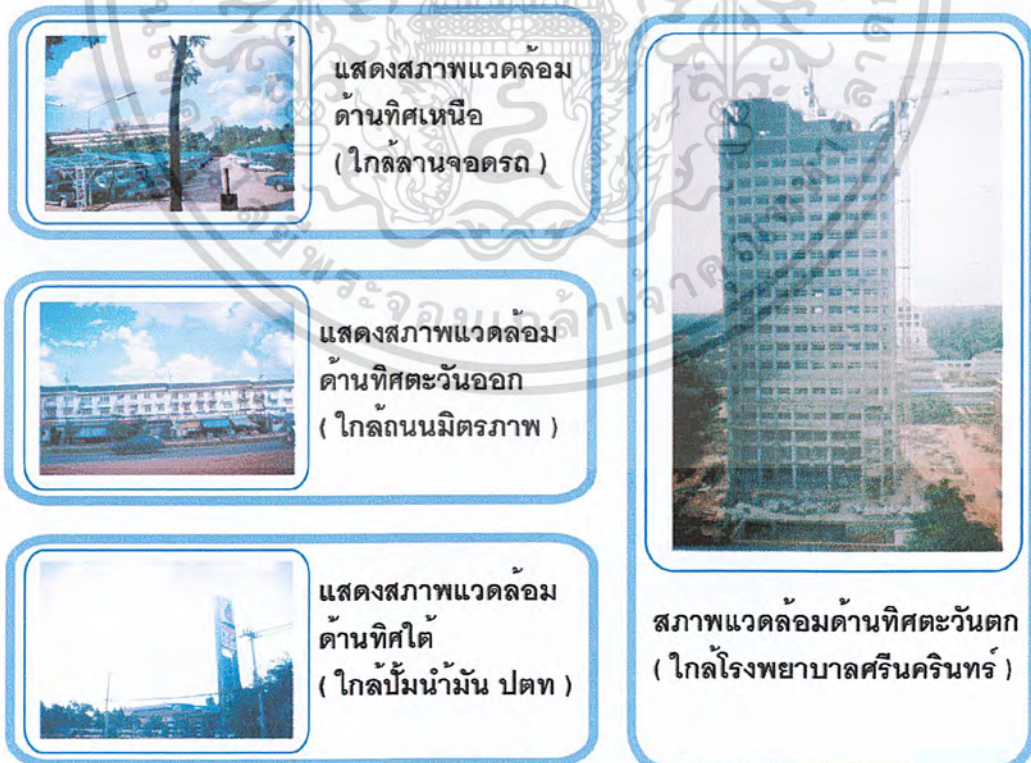 แสดงสภาพแวดล้อม
ด้านทิศเหนือ
( ใกล้ลานจอดรถ )
แสดงสภาพแวดล้อม
ด้านทิศตะวันออก
( ใกล้ถนนมิตรภาพ )
แสดงสภาพแวดล้อม
ด้านทิศใต้
( ใกล้ปั้มน้ำมัน ปตท )
สภาพแวดล้อมด้านทิศตะวันตก
( ใกล้โรงพยาบาลศรีนครินทร์ )